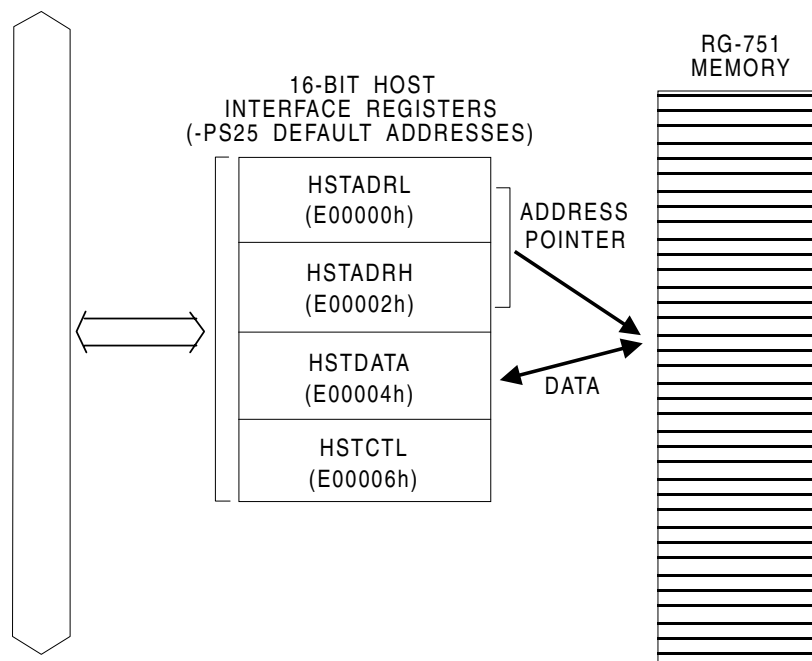 RG-751
MEMORY
16-BIT HOST
INTERFACE REGISTERS
(-PS25 DEFAULT ADDRESSES)
HSTADRL
(E00000h)
HSTADRH
(E00002h)
HSTDATA
(E00004h)
HSTCTL
(E00006h)
ADDRESS
POINTER
DATA